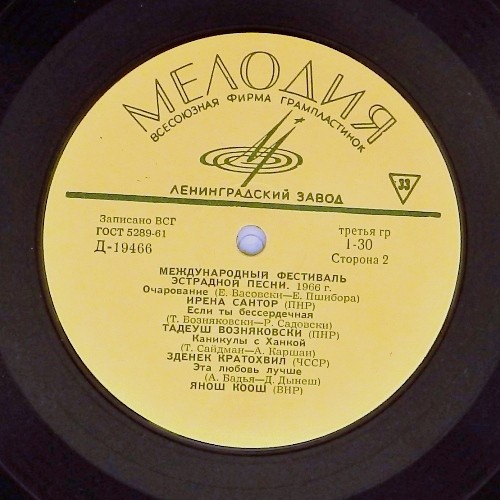 МЕЛОДИЯ
ВСЕСОЮЗНАЯ ФИРМА ГРАМПЛАСТИНОК
ЛЕНИНГРАДСКИЙ ЗАВОД
33
Записано ВСГ
ГОСТ 5289-61
Д-19466
третья гр
1-30
Сторона 2
МЕЖДУНАРОДНЫЙ ФЕСТИВАЛЬ
ЭСТРАДНОЙ ПЕСНИ. 1966 г.
Очарование (Е. Васовски—Е. Пшибора)
ИРЕНА САНТОР (ПНР)
Если ты бессердечная
(Т. Возняковски—Р. Садовски)
ТАДЕУШ ВОЗНЯКОВСКИ (ПНР)
Каникулы с Ханкой
(Т. Сайдман—А. Каршан)
ЗДЕНЕК КРАТОХВИЛ (ЧССР)
Эта любовь лучше
(А. Бадья—Д. Дынеш)
ЯНОШ КООШ (ВНР)